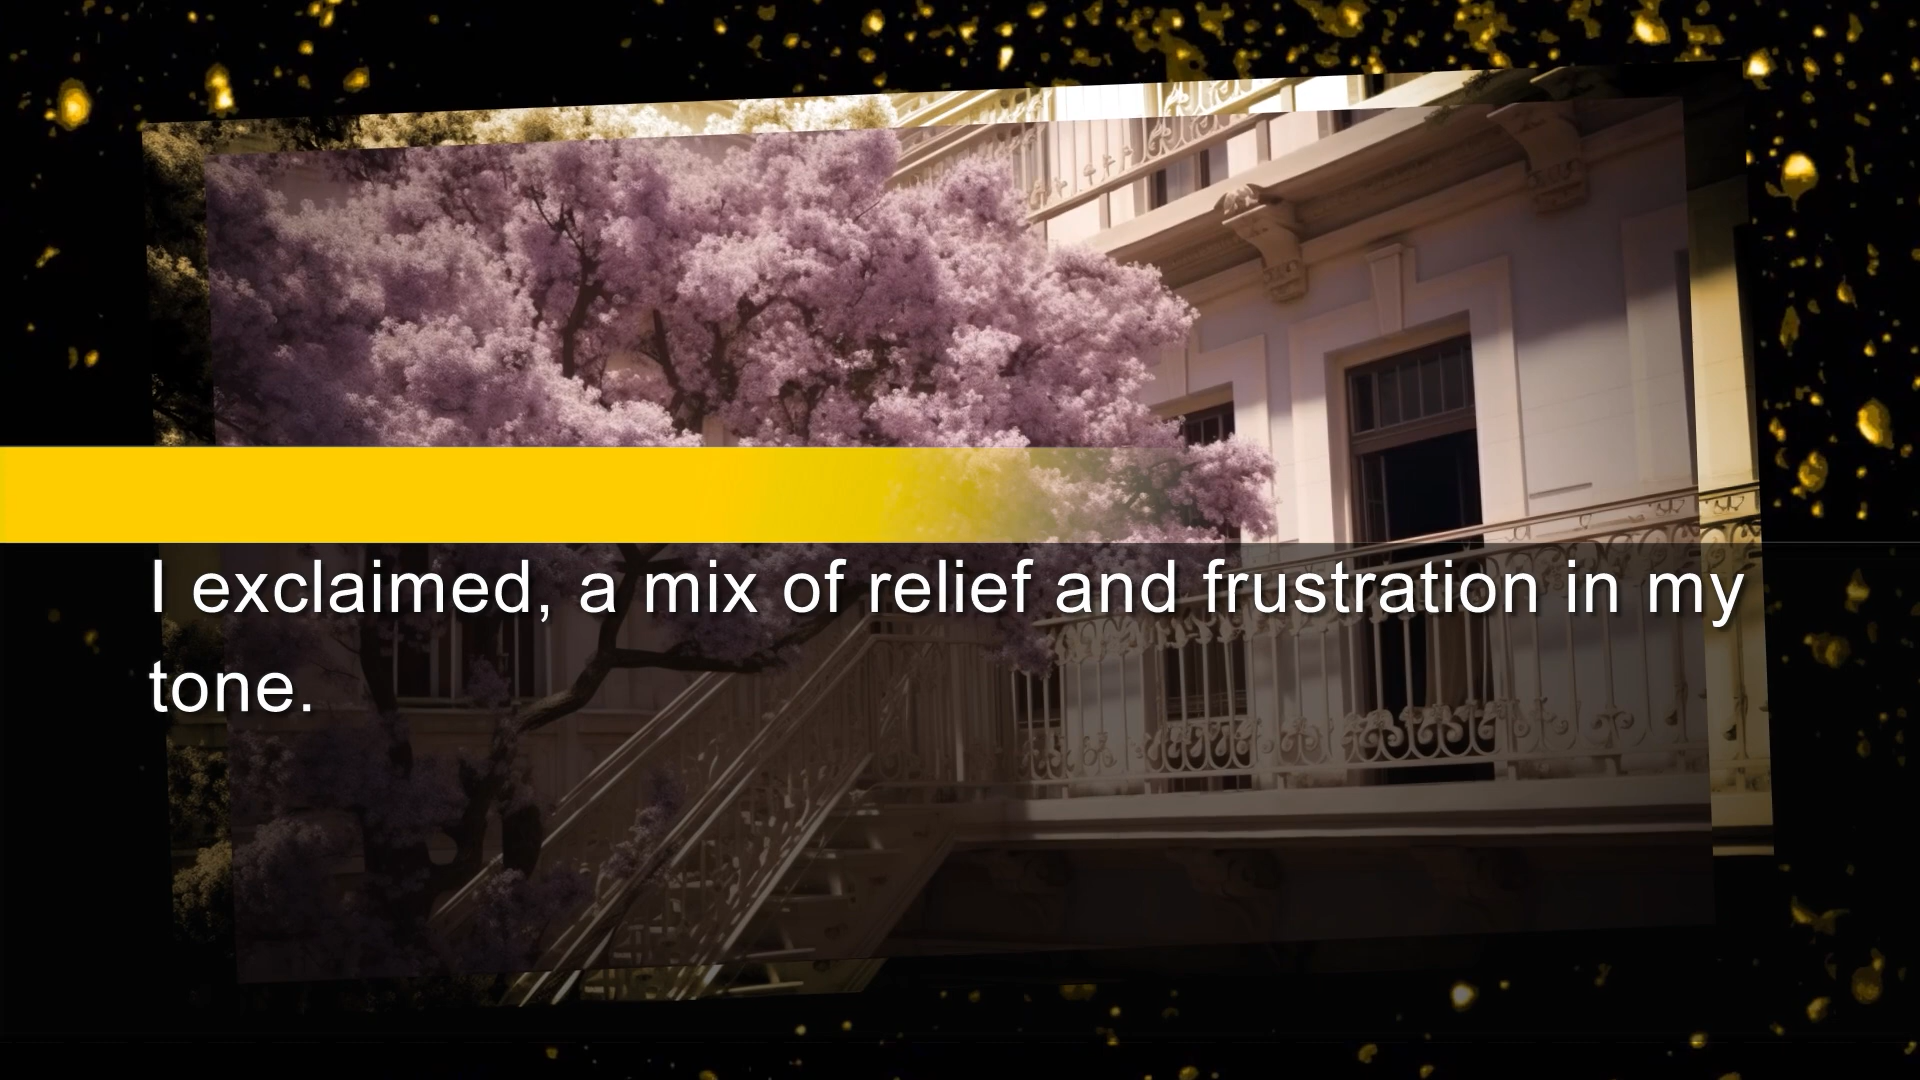 I exclaimed, a mix of relief and frustration in my
tone.